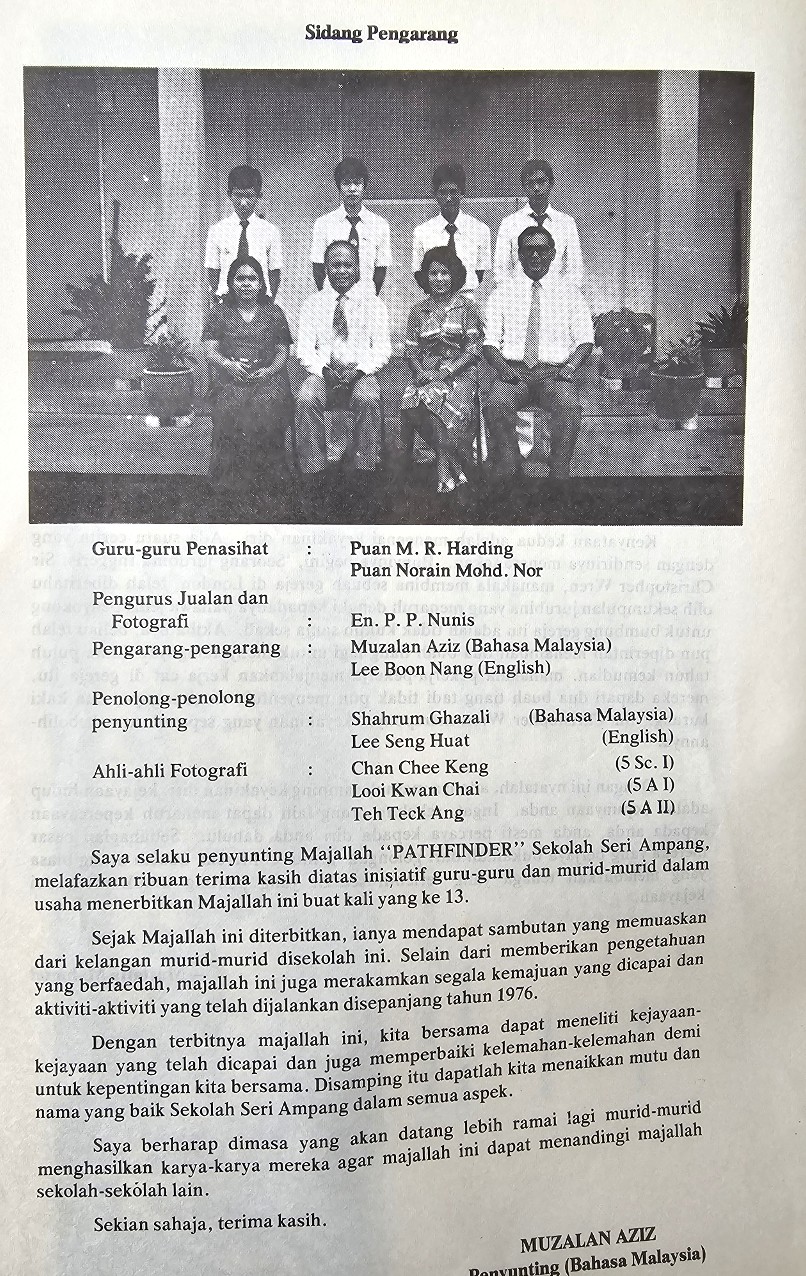 Sidang Pengarang
Guru-guru Penasihat : Puan M. R. Harding
Puan Norain Mohd. Nor
Pengurus Jualan dan
Fotografi : En. P. P. Nunis
Pengarang-pengarang : Muzalan Aziz (Bahasa Malaysia)
Lee Boon Nang (English)
Penolong-penolong
penyunting : Shahrum Ghazali (Bahasa Malaysia)
Lee Seng Huat (English)
Ahli-ahli Fotografi : Chan Chee Keng (5 Sc. I)
Looi Kwan Chai (5 A I)
Teh Teck Ang (5 A II)
Saya selaku penyunting Majallah “PATHFINDER” Sekolah Seri Ampang,
melafazkan ribuan terima kasih diatas inisiatif guru-guru dan murid-murid dalam
usaha menerbitkan Majallah ini buat kali yang ke 13.
Sejak Majallah ini diterbitkan, ianya mendapat sambutan yang memuaskan
dari kelangan murid-murid disekolah ini. Selain dari memberikan pengetahuan
yang berfaedah, majallah ini juga merakamkan segala kemajuan yang dicapai dan
aktiviti-aktiviti yang telah dijalankan disepanjang tahun 1976.
Dengan terbitnya majallah ini, kita bersama dapat meneliti kejayaan-
kejayaan yang telah dicapai dan juga memperbaiki kelemahan-kelemahan demi
untuk kepentingan kita bersama. Disamping itu dapatlah kita menaikkan mutu dan
nama yang baik Sekolah Seri Ampang dalam semua aspek.
Saya berharap dimasa yang akan datang lebih ramai lagi murid-murid
menghasilkan karya-karya mereka agar majallah ini dapat menandingi majallah
sekolah-sekolah lain.
Sekian sahaja, terima kasih.
MUZALAN AZIZ
Penyunting (Bahasa Malaysia)